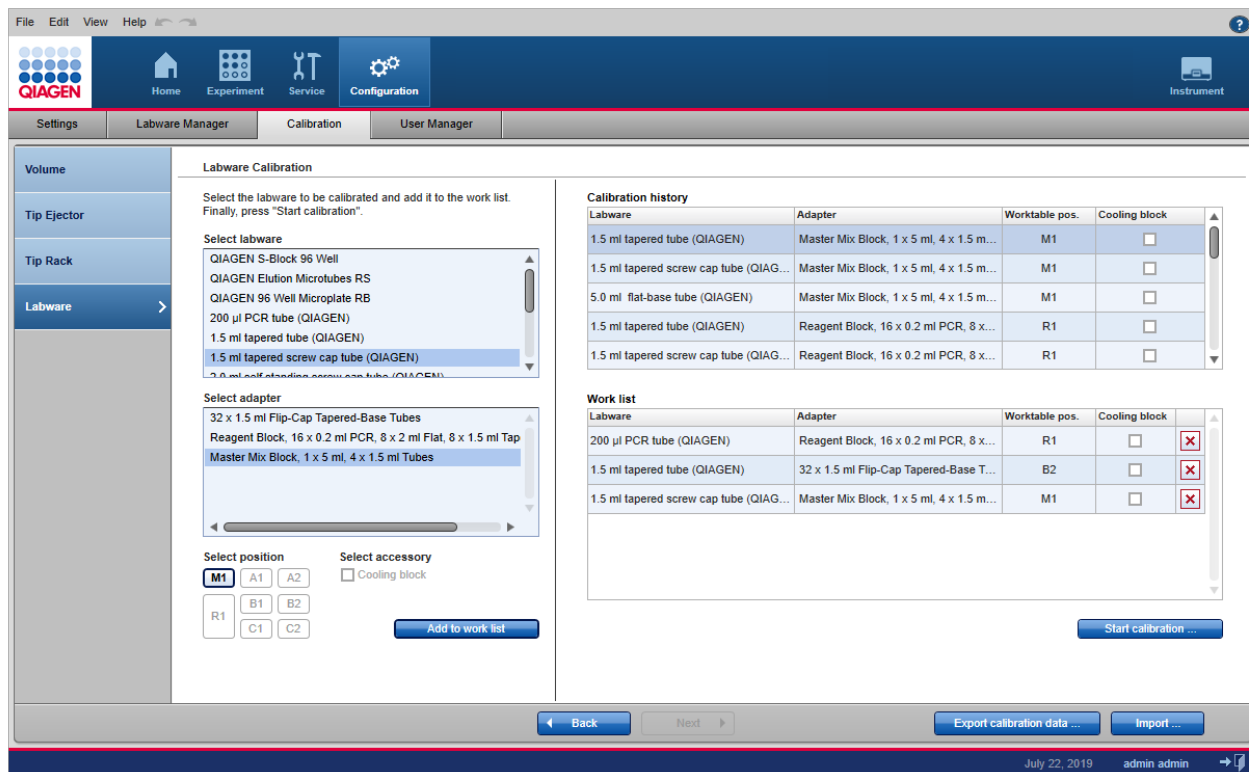 File Edit View Help
?
QIAGEN
Home Experiment Service Configuration Instrument
Settings Labware Manager Calibration User Manager
Volume
Tip Ejector
Tip Rack
Labware
Labware Calibration
Select the labware to be calibrated and add it to the work list.
Finally, press "Start calibration".
Select labware
QIAGEN S-Block 96 Well
QIAGEN Elution Microtubes RS
QIAGEN 96 Well Microplate RB
200 µl PCR tube (QIAGEN)
1.5 ml tapered tube (QIAGEN)
1.5 ml tapered screw cap tube (QIAGEN)
2.0 ml self standing screw cap tube (QIAGEN)
Select adapter
32 x 1.5 ml Flip-Cap Tapered-Base Tubes
Reagent Block, 16 x 0.2 ml PCR, 8 x 2 ml Flat, 8 x 1.5 ml Tap
Master Mix Block, 1 x 5 ml, 4 x 1.5 ml Tubes
Select position Select accessory
M1 A1 A2 Cooling block
R1 B1 B2
C1 C2
Add to work list
Calibration history
Labware Adapter Worktable pos. Cooling block
1.5 ml tapered tube (QIAGEN) Master Mix Block, 1 x 5 ml, 4 x 1.5 m... M1
1.5 ml tapered screw cap tube (QIAG... Master Mix Block, 1 x 5 ml, 4 x 1.5 m... M1
5.0 ml flat-base tube (QIAGEN) Master Mix Block, 1 x 5 ml, 4 x 1.5 m... M1
1.5 ml tapered tube (QIAGEN) Reagent Block, 16 x 0.2 ml PCR, 8 x... R1
1.5 ml tapered screw cap tube (QIAG... Reagent Block, 16 x 0.2 ml PCR, 8 x... R1
Work list
Labware Adapter Worktable pos. Cooling block
200 µl PCR tube (QIAGEN) Reagent Block, 16 x 0.2 ml PCR, 8 x... R1
1.5 ml tapered tube (QIAGEN) 32 x 1.5 ml Flip-Cap Tapered-Base T... B2
1.5 ml tapered screw cap tube (QIAG... Master Mix Block, 1 x 5 ml, 4 x 1.5 m... M1
Start calibration ...
Back Next Export calibration data ... Import ...
July 22, 2019 admin admin